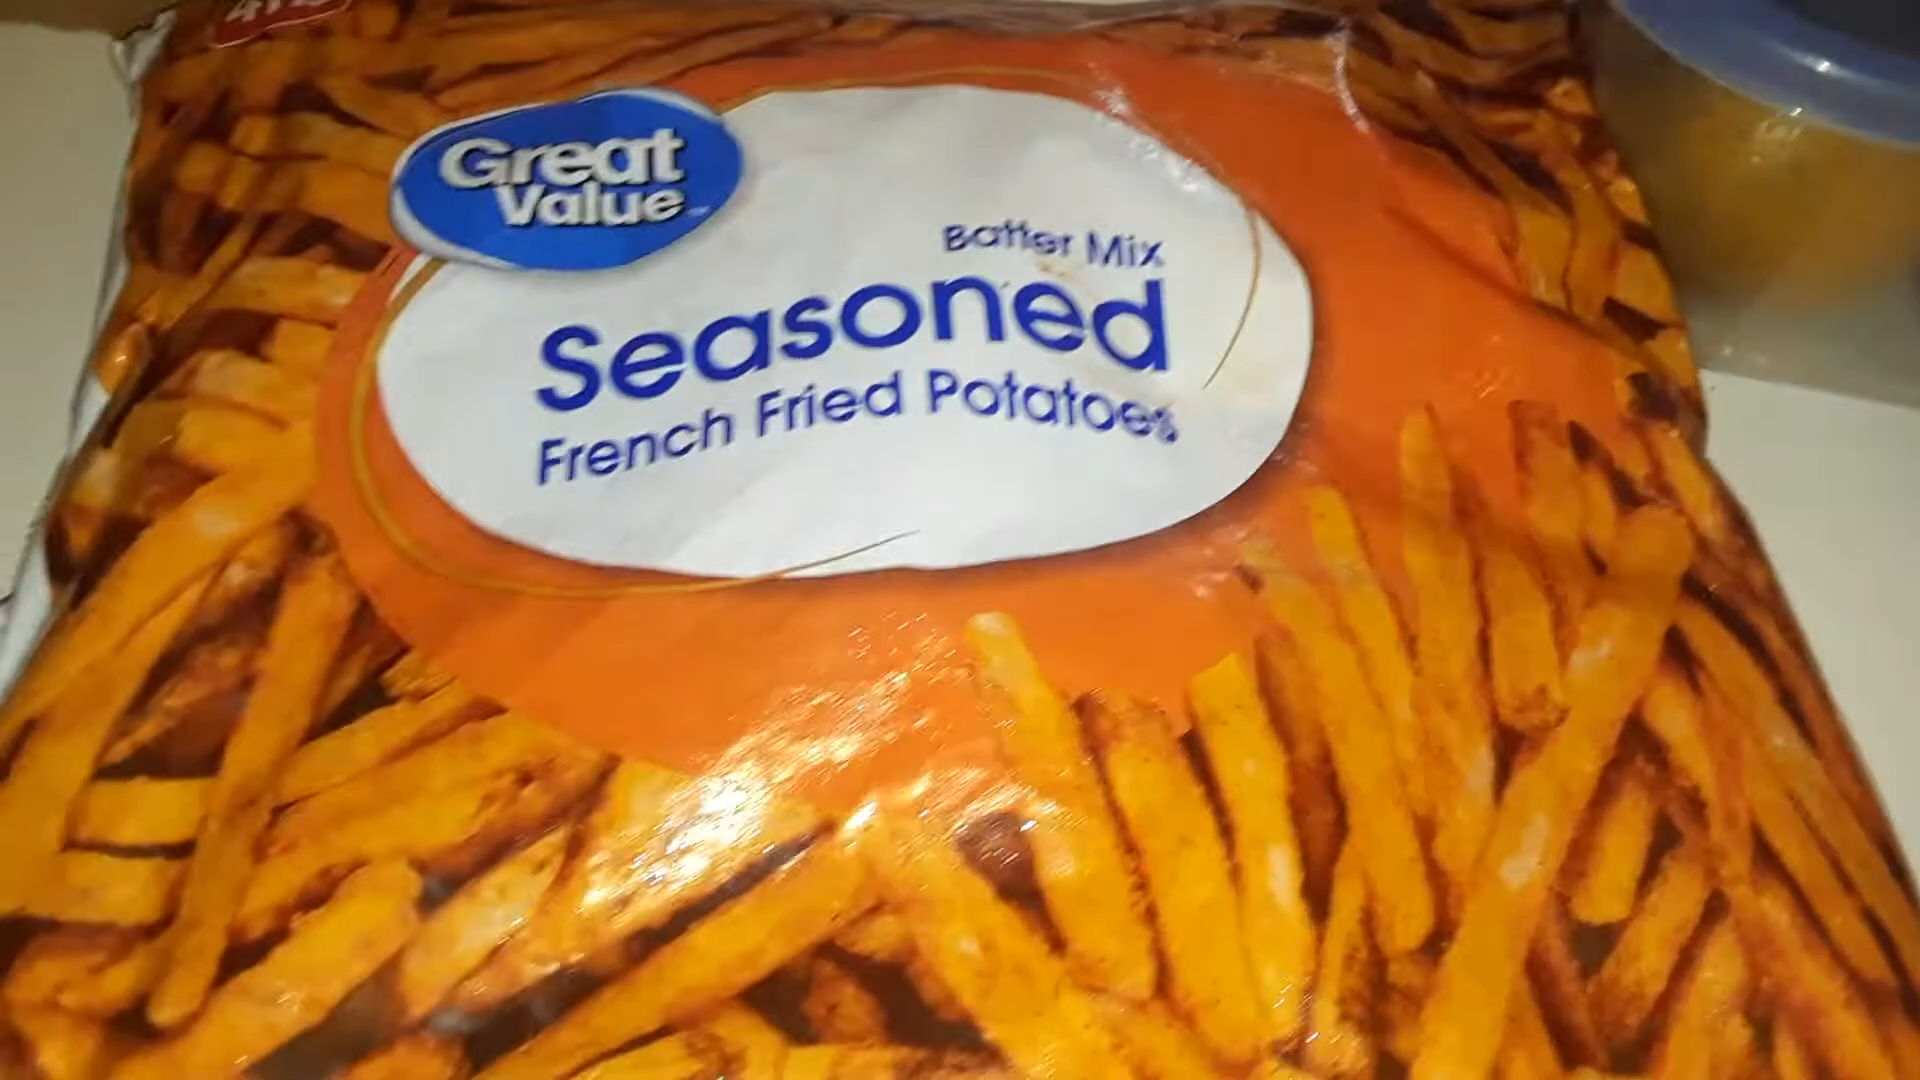 Great
Value
Batter Mix
Seasoned
French Fried Potatoes